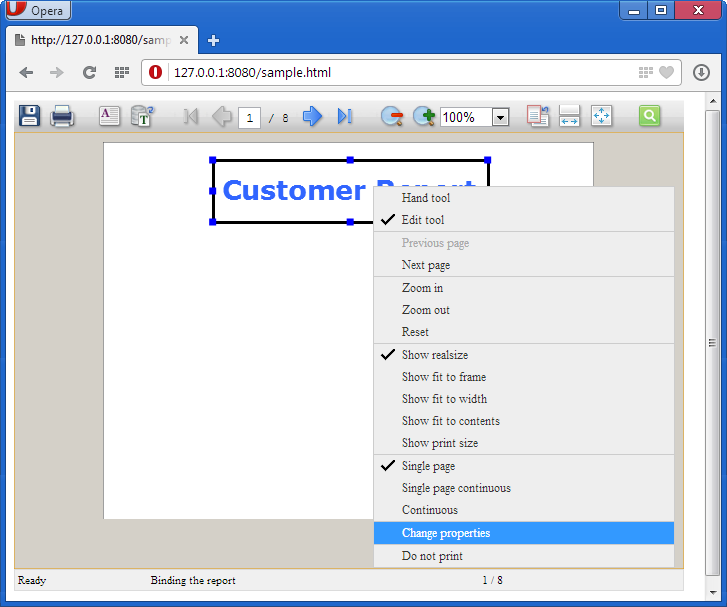 Opera
http://127.0.0.1:8080/samp
127.0.0.1:8080/sample.html
1 / 8 100%
Customer Report
Hand tool
Edit tool
Previous page
Next page
Zoom in
Zoom out
Reset
Show realsize
Show fit to frame
Show fit to width
Show fit to contents
Show print size
Single page
Single page continuous
Continuous
Change properties
Do not print
Ready Binding the report 1 / 8